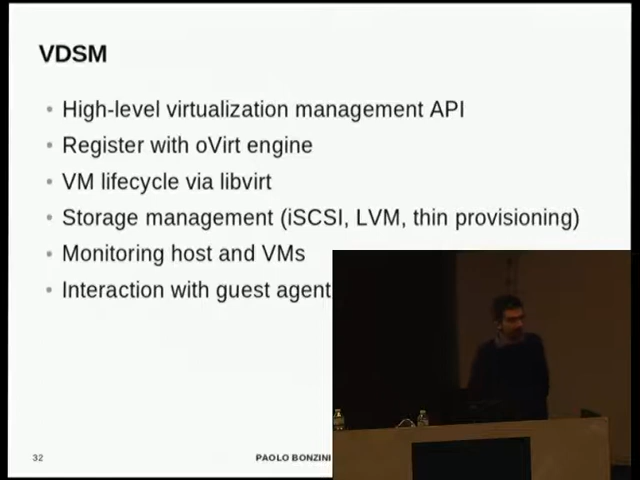 VDSM
• High-level virtualization management API
• Register with oVirt engine
• VM lifecycle via libvirt
• Storage management (iSCSI, LVM, thin provisioning)
• Monitoring host and VMs
• Interaction with guest agent
32
PAOLO BONZINI